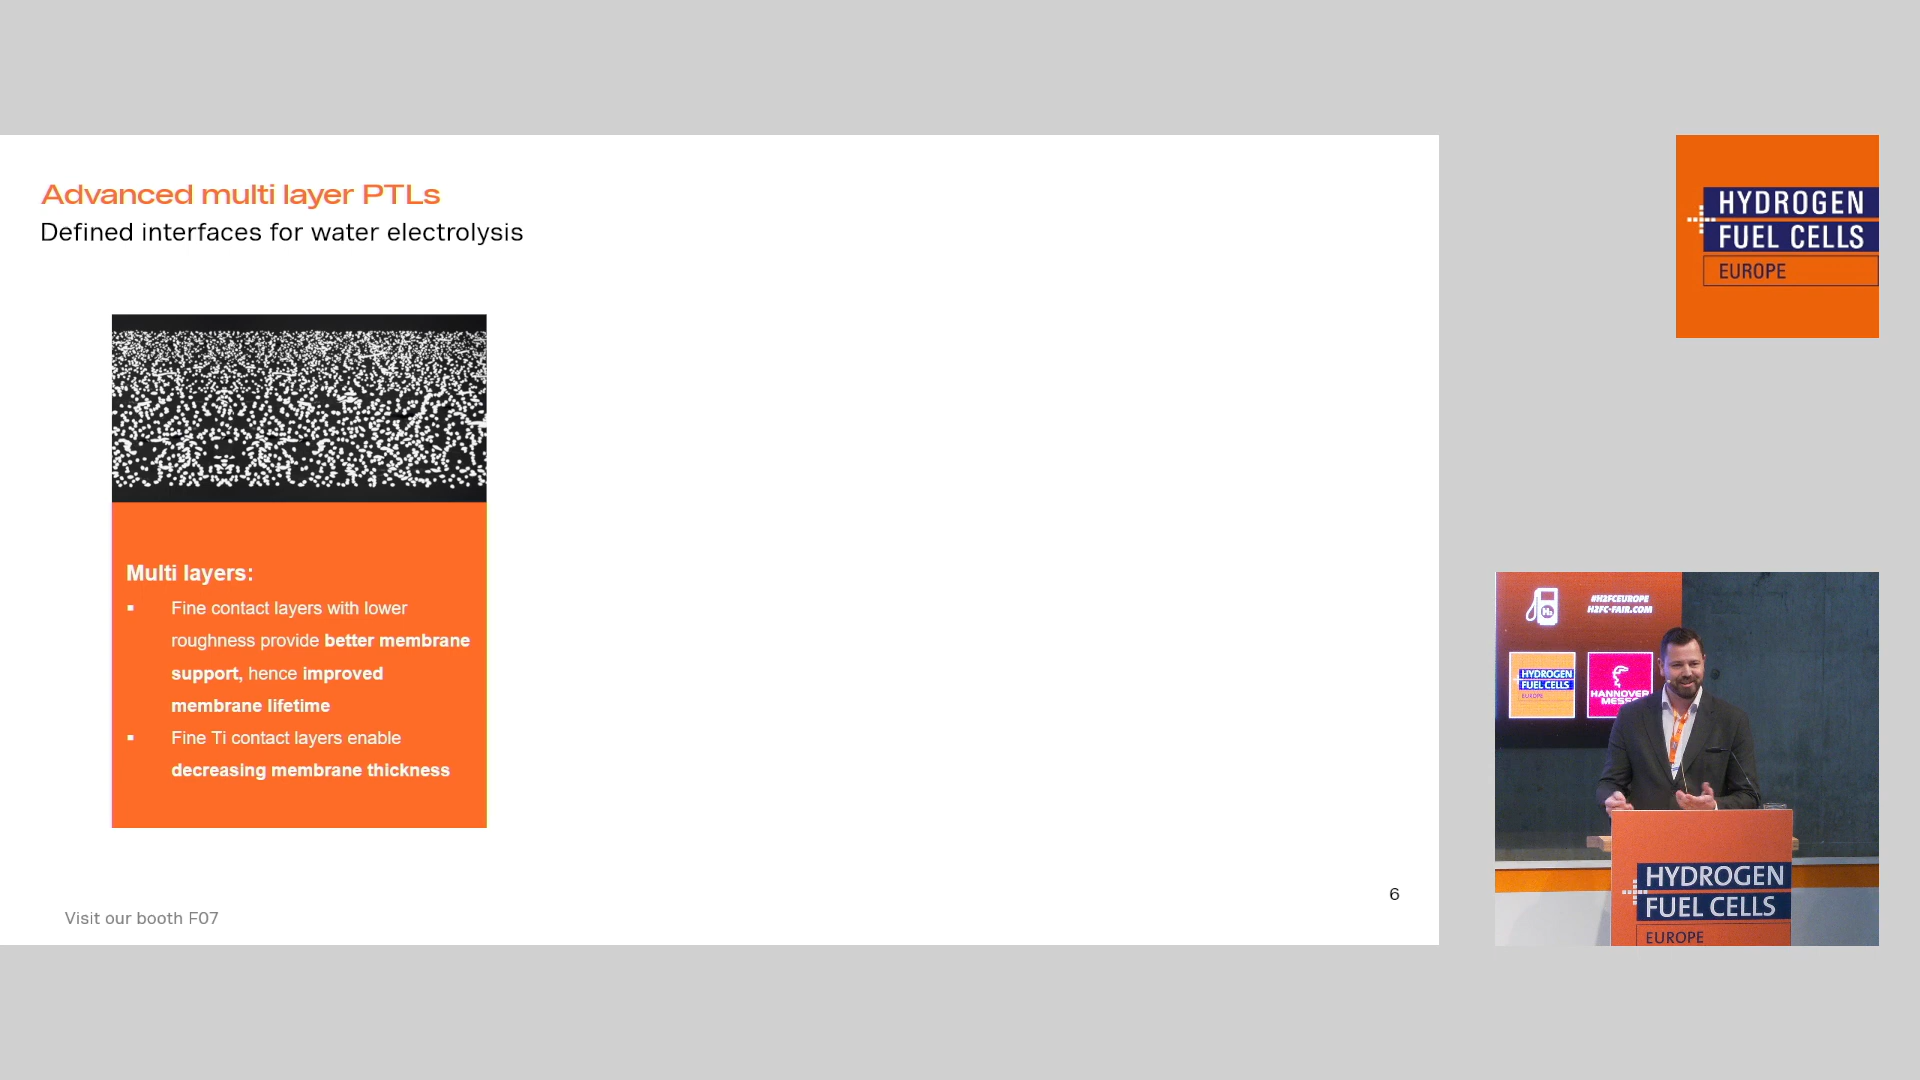 Advanced multi layer PTLs
Defined interfaces for water electrolysis
Multi layers:
▪ Fine contact layers with lower
roughness provide better membrane
support, hence improved
membrane lifetime
▪ Fine Ti contact layers enable
decreasing membrane thickness
6
Visit our booth F07
HYDROGEN
FUEL CELLS
EUROPE
#H2FCEUROPE
H2FC-FAIR.COM
H2
HYDROGEN
FUEL CELLS
EUROPE
HANNOVER
HYDROGEN
FUEL CELLS
EUROPE